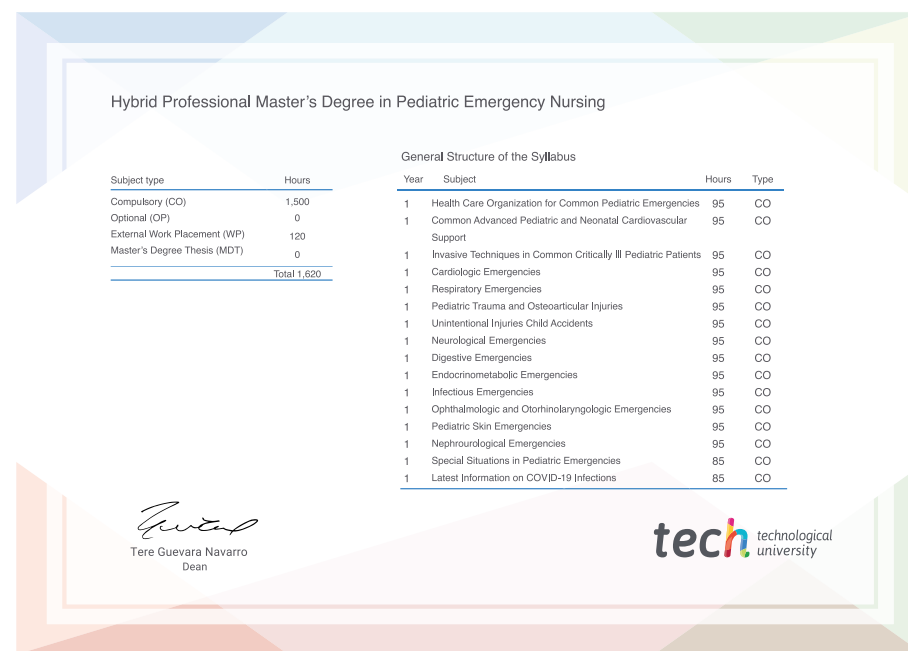 Hybrid Professional Master's Degree in Pediatric Emergency Nursing
Subject type Hours
Compulsory (CO) 1,500
Optional (OP) 0
External Work Placement (WP) 120
Master's Degree Thesis (MDT) 0
Total 1,620
General Structure of the Syllabus
Year Subject Hours Type
1 Health Care Organization for Common Pediatric Emergencies 95 CO
1 Common Advanced Pediatric and Neonatal Cardiovascular 95 CO
Support
1 Invasive Techniques in Common Critically Ill Pediatric Patients 95 CO
1 Cardiologic Emergencies 95 CO
1 Respiratory Emergencies 95 CO
1 Pediatric Trauma and Osteoarticular Injuries 95 CO
1 Unintentional Injuries Child Accidents 95 CO
1 Neurological Emergencies 95 CO
1 Digestive Emergencies 95 CO
1 Endocrinometabolic Emergencies 95 CO
1 Infectious Emergencies 95 CO
1 Ophthalmologic and Otorhinolaryngologic Emergencies 95 CO
1 Pediatric Skin Emergencies 95 CO
1 Nephrourological Emergencies 95 CO
1 Special Situations in Pediatric Emergencies 85 CO
1 Latest Information on COVID-19 Infections 85 CO
Tere Guevara Navarro
Dean
tech technological
university